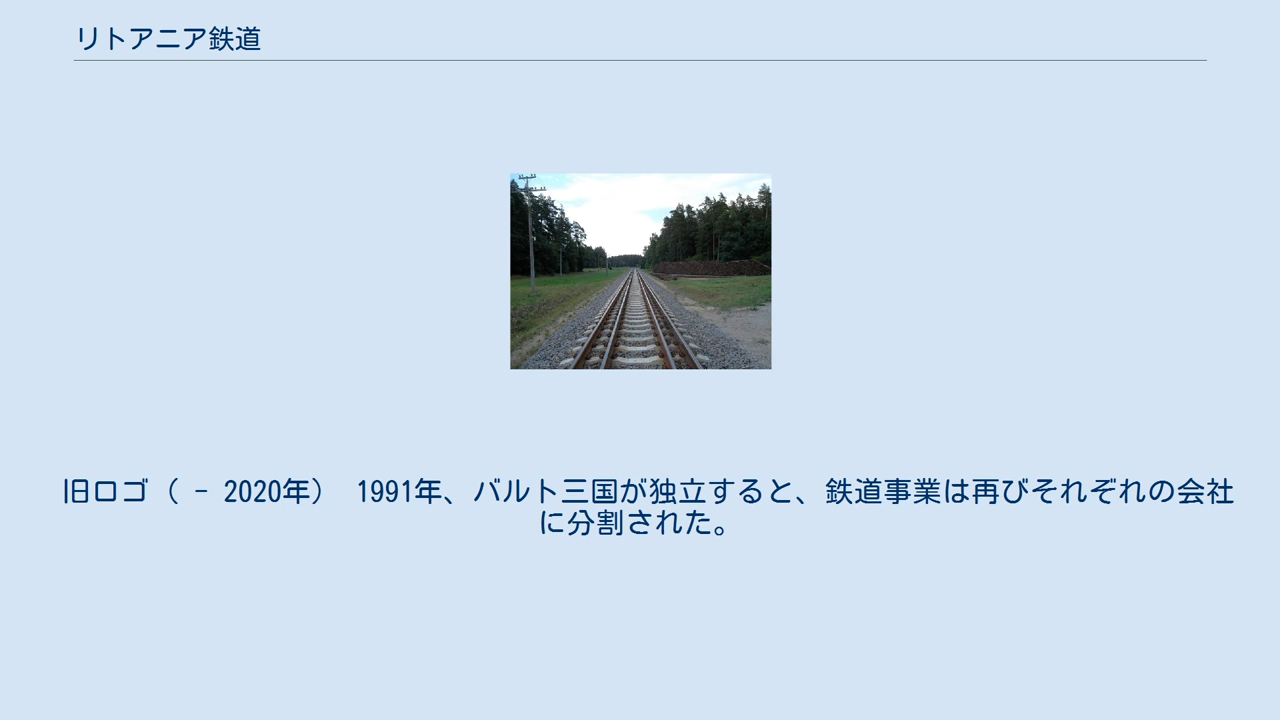 リトアニア鉄道
旧ロゴ（ - 2020年） 1991年、バルト三国が独立すると、鉄道事業は再びそれぞれの会社
に分割された。